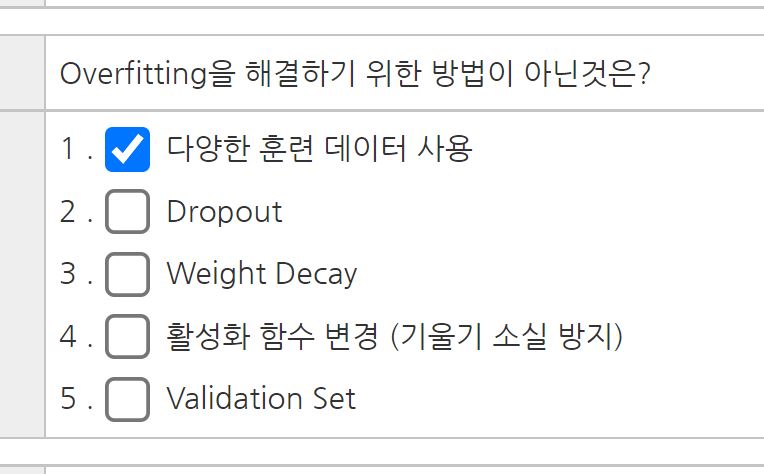 Overfitting을 해결하기 위한 방법이 아닌것은?
1 . 다양한 훈련 데이터 사용
2 . Dropout
3 . Weight Decay
4 . 활성화 함수 변경 (기울기 소실 방지)
5 . Validation Set